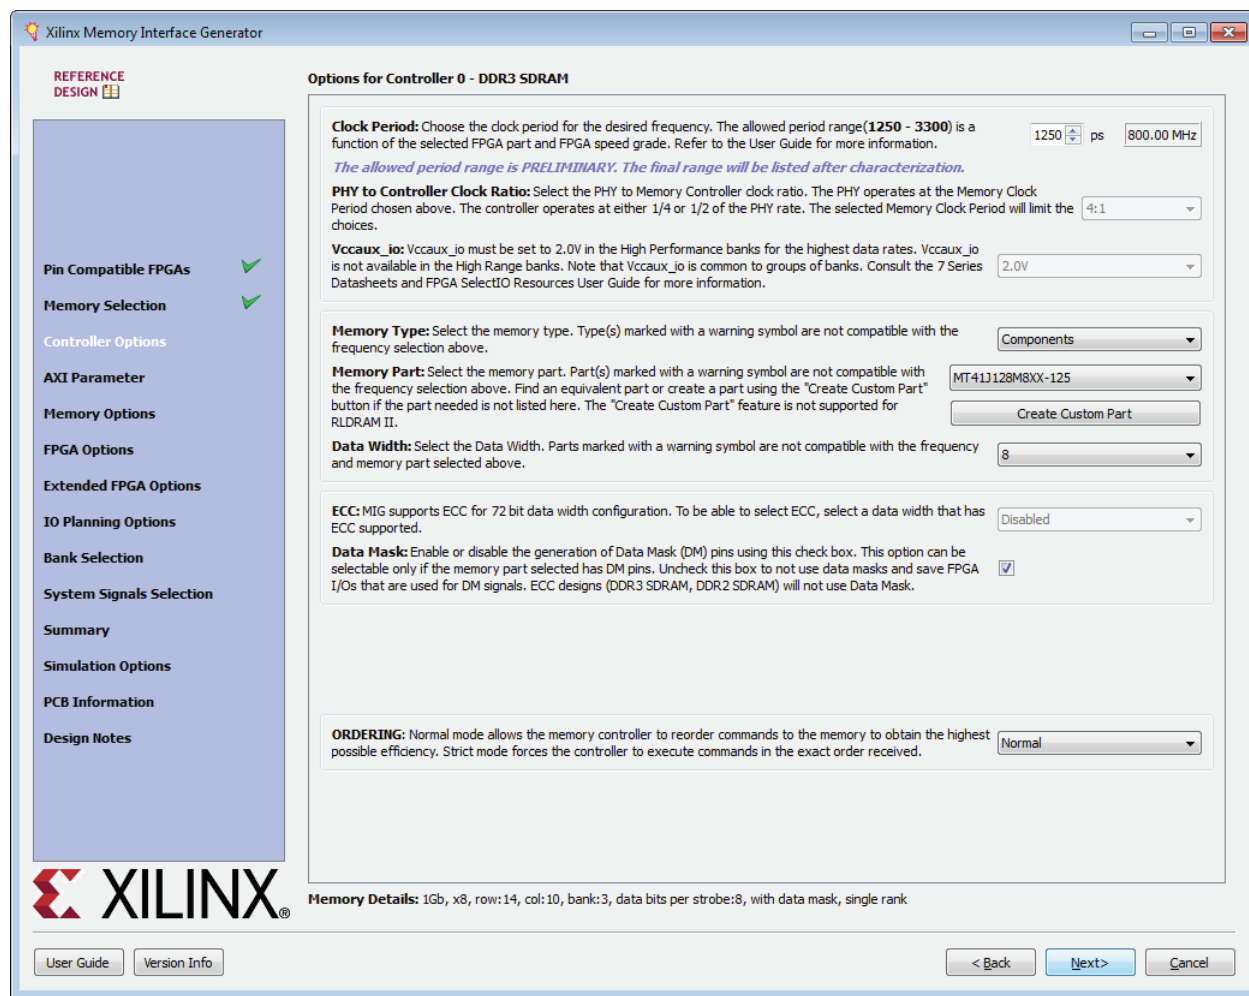 Xilinx Memory Interface Generator
REFERENCE
DESIGN
Options for Controller 0 - DDR3 SDRAM
Clock Period: Choose the clock period for the desired frequency. The allowed period range(1250 - 3300) is a
function of the selected FPGA part and FPGA speed grade. Refer to the User Guide for more information.
1250 ps 800.00 MHz
The allowed period range is PRELIMINARY. The final range will be listed after characterization.
PHY to Controller Clock Ratio: Select the PHY to Memory Controller clock ratio. The PHY operates at the Memory Clock
Period chosen above. The controller operates at either 1/4 or 1/2 of the PHY rate. The selected Memory Clock Period will limit the
choices.
4:1
Vccaux_io: Vccaux_io must be set to 2.0V in the High Performance banks for the highest data rates. Vccaux_io
is not available in the High Range banks. Note that Vccaux_io is common to groups of banks. Consult the 7 Series
Datasheets and FPGA SelectIO Resources User Guide for more information.
2.0V
Memory Type: Select the memory type. Type(s) marked with a warning symbol are not compatible with the
frequency selection above.
Components
Memory Part: Select the memory part. Part(s) marked with a warning symbol are not compatible with
the frequency selection above. Find an equivalent part or create a part using the "Create Custom Part"
button if the part needed is not listed here. The "Create Custom Part" feature is not supported for
RLDRAM II.
MT41J128M8XX-125
Create Custom Part
Data Width: Select the Data Width. Parts marked with a warning symbol are not compatible with the frequency
and memory part selected above.
8
ECC: MIG supports ECC for 72 bit data width configuration. To be able to select ECC, select a data width that has
ECC supported.
Disabled
Data Mask: Enable or disable the generation of Data Mask (DM) pins using this check box. This option can be
selectable only if the memory part selected has DM pins. Uncheck this box to not use data masks and save FPGA
I/Os that are used for DM signals. ECC designs (DDR3 SDRAM, DDR2 SDRAM) will not use Data Mask.
ORDERING: Normal mode allows the memory controller to reorder commands to the memory to obtain the highest
possible efficiency. Strict mode forces the controller to execute commands in the exact order received.
Normal
Pin Compatible FPGAs
Memory Selection
Controller Options
AXI Parameter
Memory Options
FPGA Options
Extended FPGA Options
IO Planning Options
Bank Selection
System Signals Selection
Summary
Simulation Options
PCB Information
Design Notes
XILINX®
Memory Details: 1Gb, x8, row:14, col:10, bank:3, data bits per strobe:8, with data mask, single rank
User Guide
Version Info
< Back
Next>
Cancel